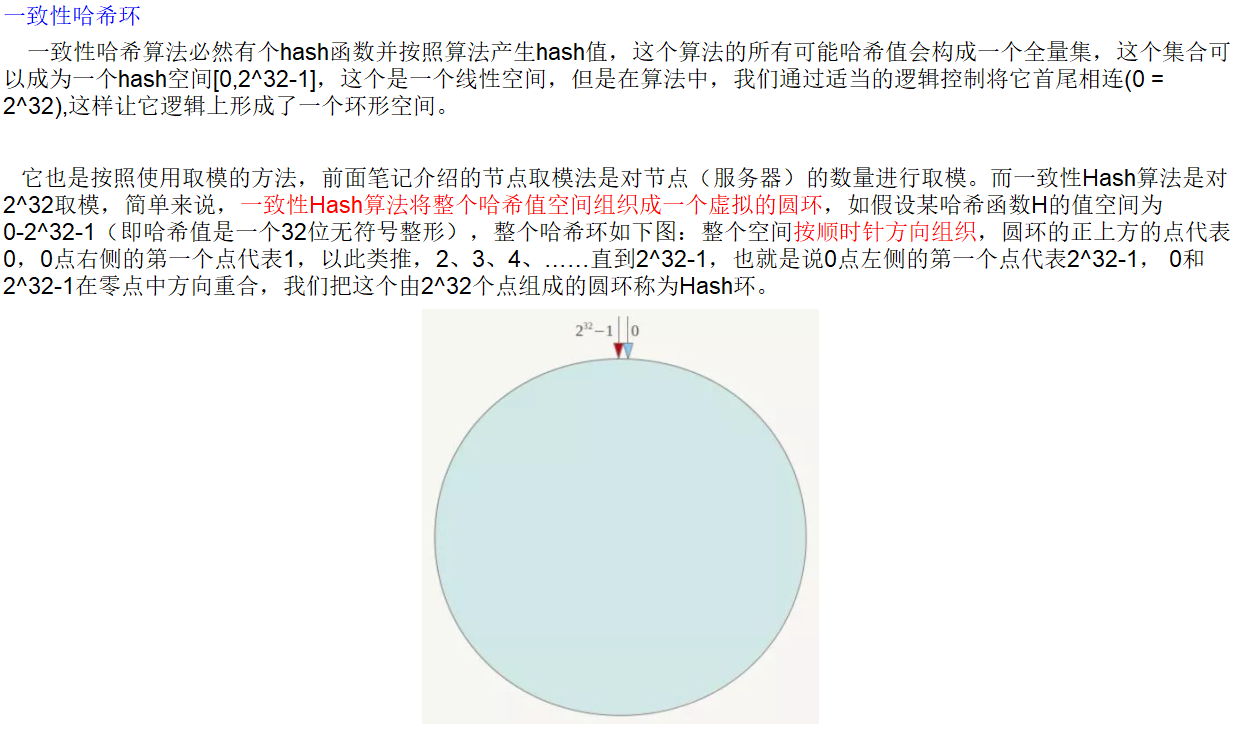 一致性哈希环
一致性哈希算法必然有个hash函数并按照算法产生hash值，这个算法的所有可能哈希值会构成一个全量集，这个集合可
以成为一个hash空间[0,2^32-1]，这个是一个线性空间，但是在算法中，我们通过适当的逻辑控制将它首尾相连(0 =
2^32),这样让它逻辑上形成了一个环形空间。
它也是按照使用取模的方法，前面笔记介绍的节点取模法是对节点（服务器）的数量进行取模。而一致性Hash算法是对
2^32取模，简单来说，一致性Hash算法将整个哈希值空间组织成一个虚拟的圆环，如假设某哈希函数H的值空间为
0-2^32-1（即哈希值是一个32位无符号整形），整个哈希环如下图：整个空间按顺时针方向组织，圆环的正上方的点代表
0，0点右侧的第一个点代表1，以此类推，2、3、4、……直到2^32-1，也就是说0点左侧的第一个点代表2^32-1， 0和
2^32-1在零点中方向重合，我们把这个由2^32个点组成的圆环称为Hash环。
2³²−1 0